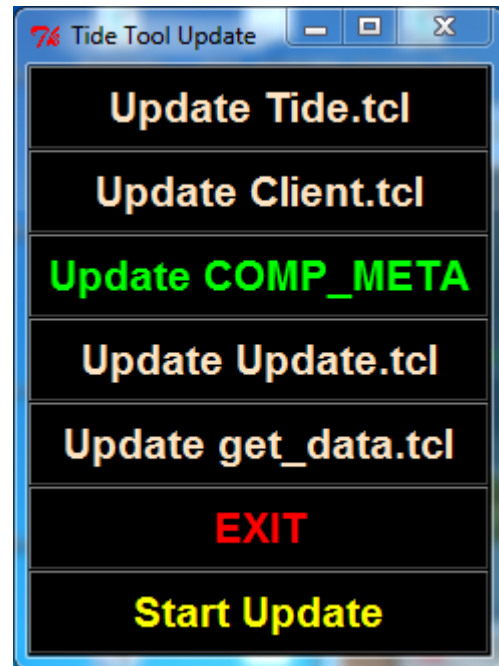 Tide Tool Update
Update Tide.tcl
Update Client.tcl
Update COMP_META
Update Update.tcl
Update get_data.tcl
EXIT
Start Update